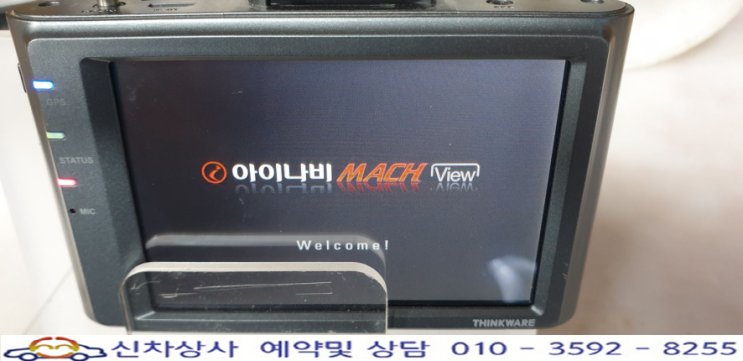 GPS
STATUS
MIC
아이나비 MACH View
Welcome!
THINKWARE
신차상사 예약및 상담 010 - 3592 - 8255